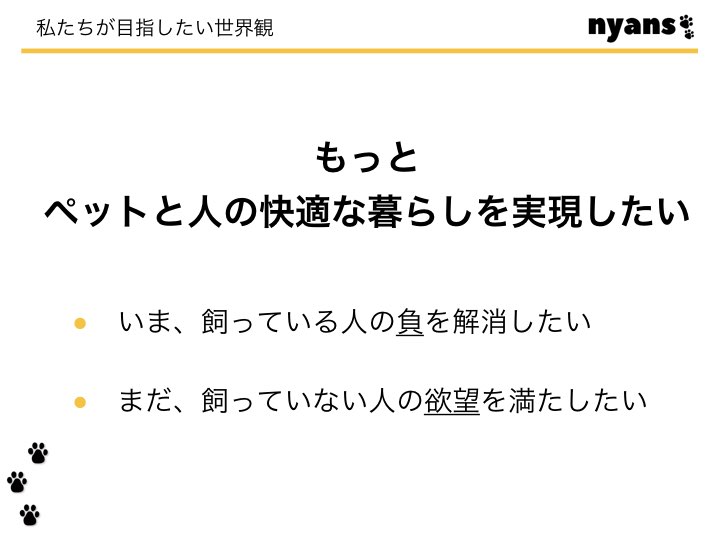 私たちが目指したい世界観
nyans
もっと
ペットと人の快適な暮らしを実現したい
● いま、飼っている人の負を解消したい
● まだ、飼っていない人の欲望を満たしたい